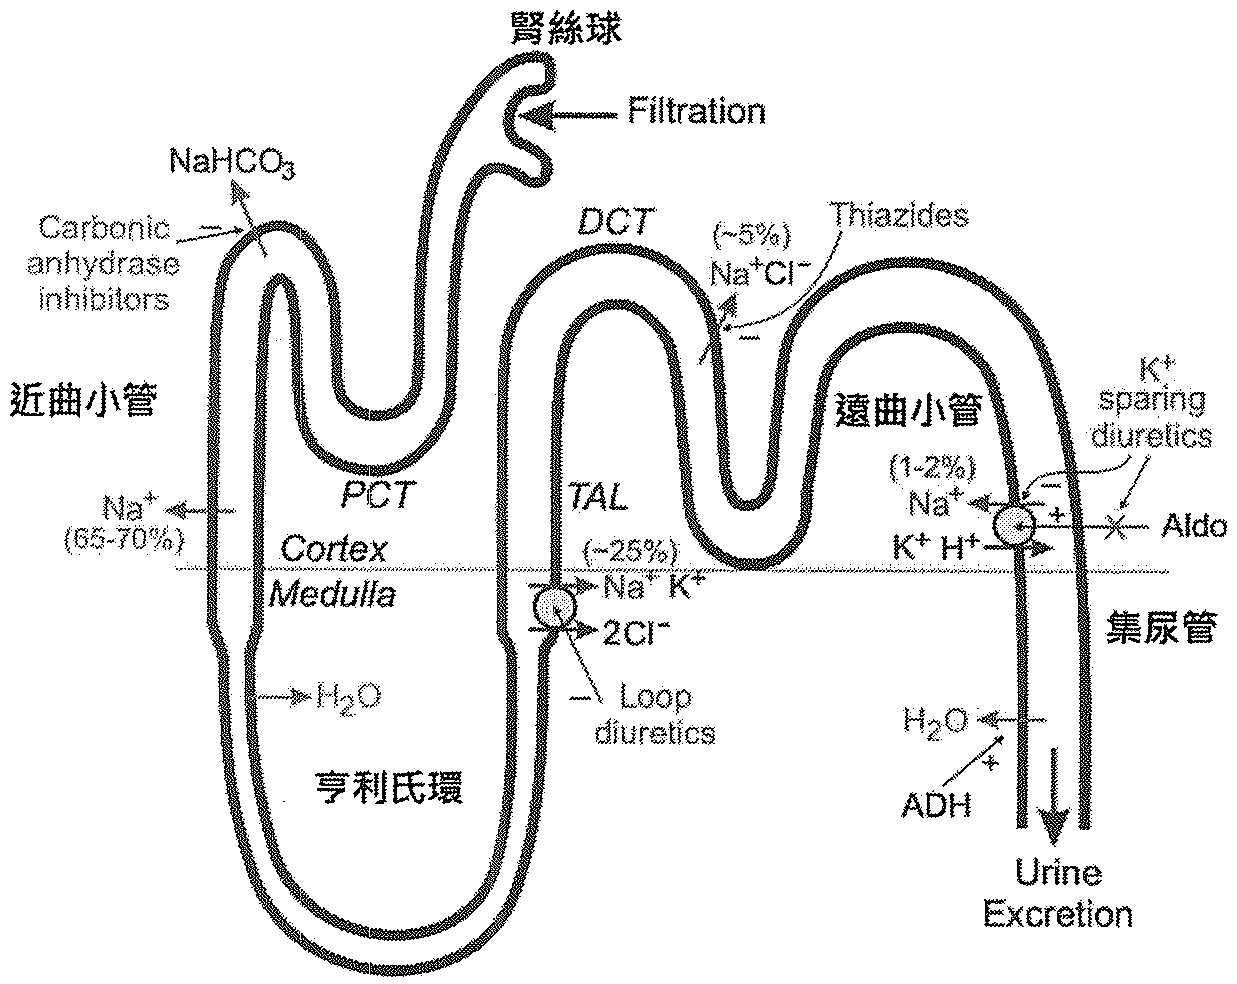 腎絲球
Filtration
NaHCO₃
Carbonic
anhydrase
inhibitors
DCT
(~5%)
Na⁺Cl⁻
Thiazides
近曲小管
遠曲小管
K⁺
sparing
diuretics
PCT
TAL
Na⁺
(65-70%)
(1-2%)
Na⁺
Aldo
K⁺ H⁺
Cortex
Medulla
(~25%)
Na⁺ K⁺
2Cl⁻
集尿管
H₂O
Loop
diuretics
H₂O
亨利氏環
ADH
Urine
Excretion